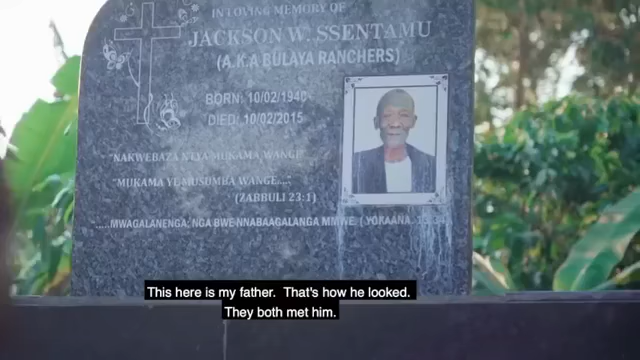 IN LOVING MEMORY OF
JACKSON W. SSENTAMU
(A.K.A BULAYA RANCHERS)
BORN: 10/02/1940
DIED: 10/02/2015
"NAKWEBAZA NTYA MUKAMA WANGE"
"MUKAMA YE MUSUMBA WANGE..."
(ZABBULI 23:1)
.....MWAGALANENGA; NGA BWE NNABAAGALANGA MMWE. ( YOKAANA.
This here is my father. That's how he looked.
They both met him.